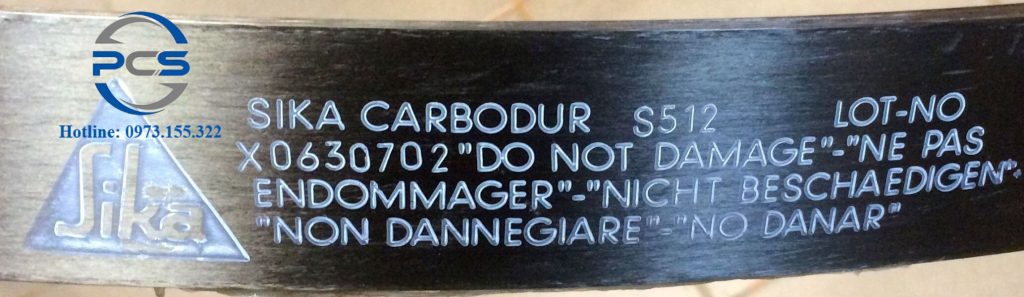 PCS
Hotline: 0973.155.322
Sika
SIKA CARBODUR S512 LOT-NO
X0630702"DO NOT DAMAGE"-"NE PAS
ENDOMMAGER"-"NICHT BESCHAEDIGEN"-
"NON DANNEGIARE"-"NO DANAR"